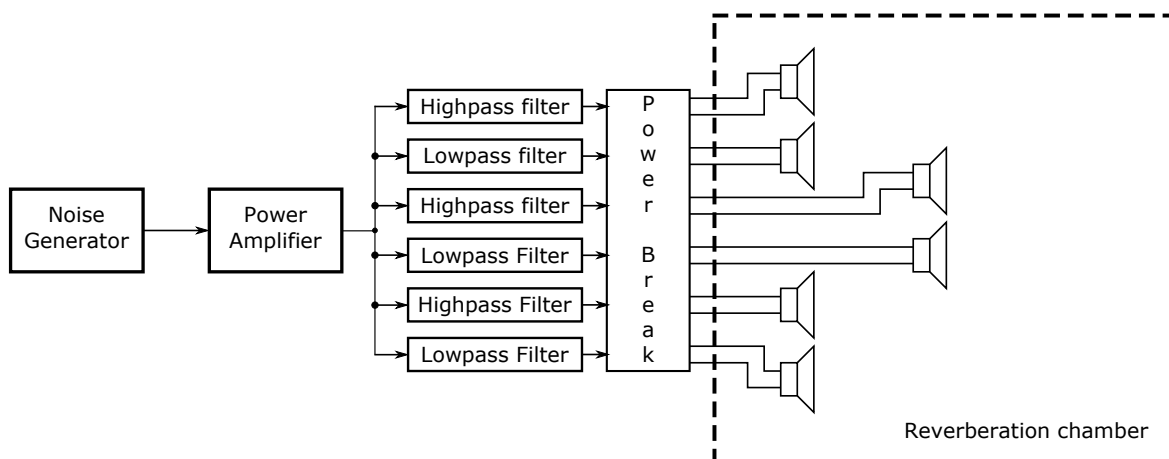 Noise
Generator
Power
Amplifier
Highpass filter
Lowpass filter
Highpass filter
Lowpass Filter
Highpass Filter
Lowpass Filter
P
o
w
e
r
B
r
e
a
k
Reverberation chamber